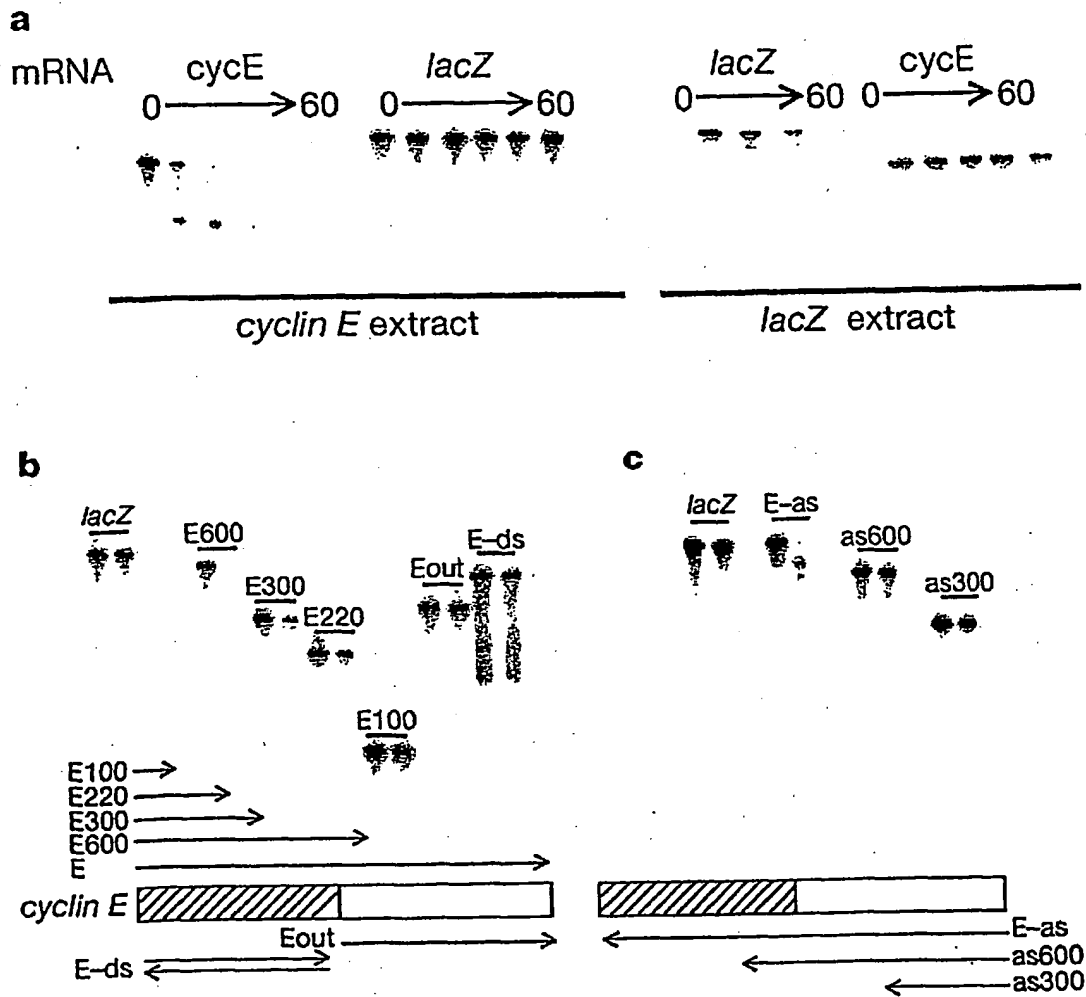 a
mRNA cycE lacZ lacZ cycE
0 60 0 60 0 60 0 60
cyclin E extract lacZ extract
b c
lacZ E600 E300 E220 E100 Eout E–ds
lacZ E–as as600 as300
E100
E220
E300
E600
E
cyclin E
Eout
E–ds
E–as
as600
as300